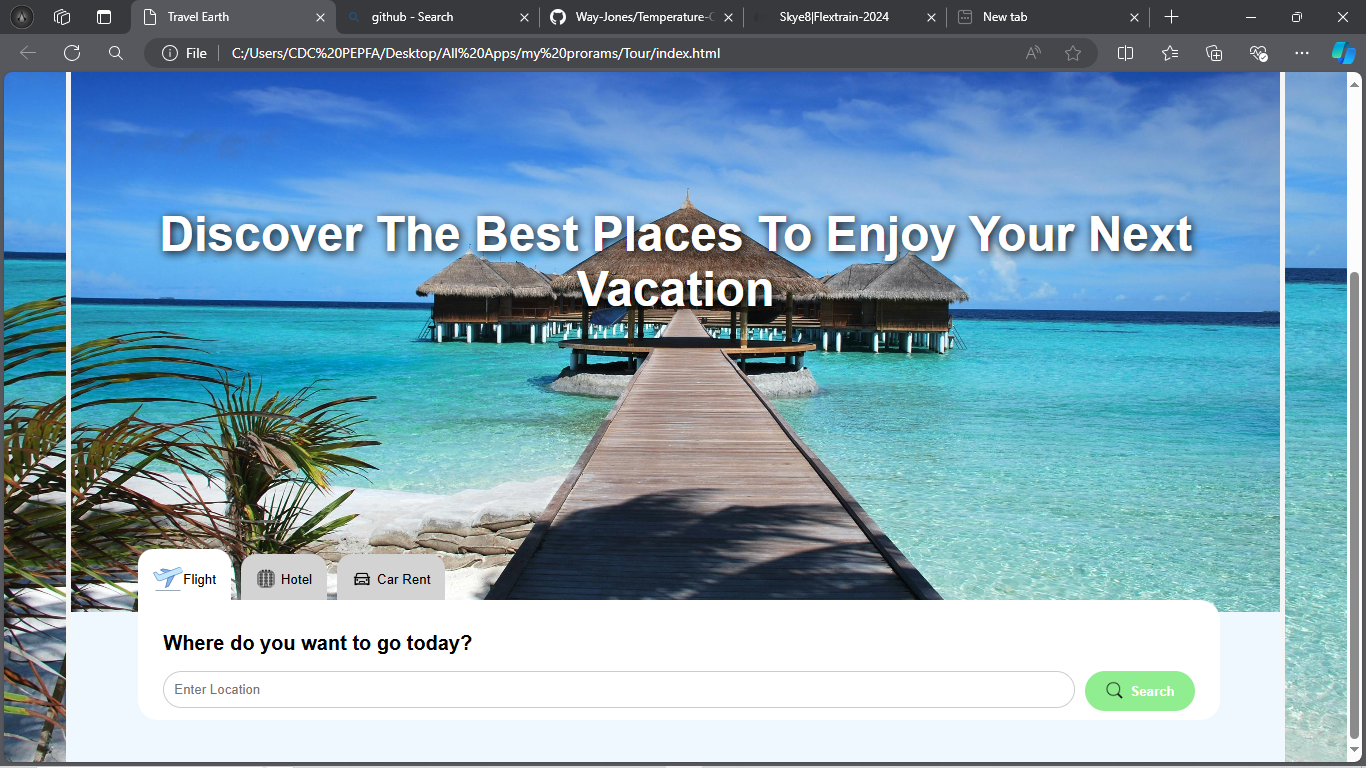 Travel Earth
github - Search
Way-Jones/Temperature-C
Skye8|Flextrain-2024
New tab
File
C:/Users/CDC%20PEPFA/Desktop/All%20Apps/my%20prorams/Tour/index.html
Discover The Best Places To Enjoy Your Next
Vacation
Flight
Hotel
Car Rent
Where do you want to go today?
Enter Location
Search